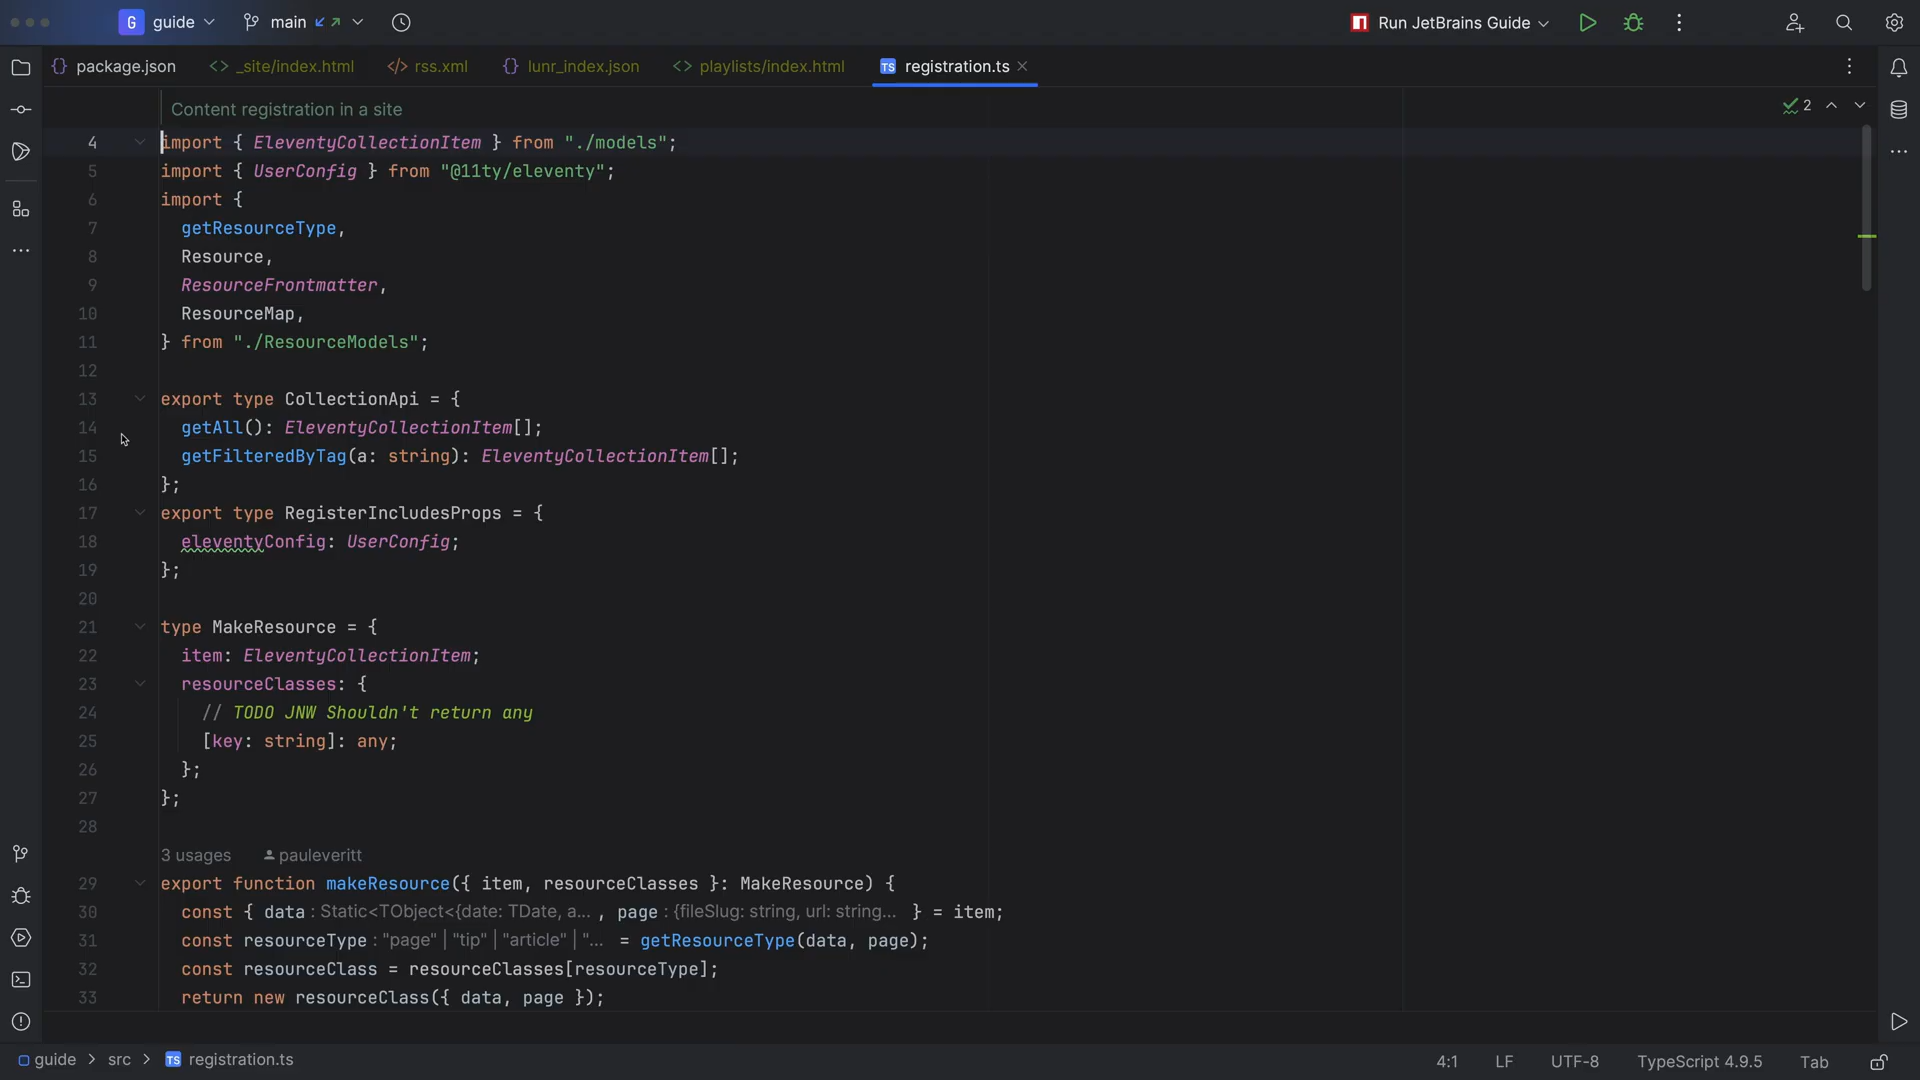 G guide main Run JetBrains Guide
package.json _site/index.html rss.xml lunr_index.json playlists/index.html TS registration.ts
Content registration in a site
2
4 import { EleventyCollectionItem } from "./models";
5 import { UserConfig } from "@11ty/eleventy";
6 import {
7 getResourceType,
8 Resource,
9 ResourceFrontmatter,
10 ResourceMap,
11 } from "./ResourceModels";
12
13 export type CollectionApi = {
14 getAll(): EleventyCollectionItem[];
15 getFilteredByTag(a: string): EleventyCollectionItem[];
16 };
17 export type RegisterIncludesProps = {
18 eleventyConfig: UserConfig;
19 };
20
21 type MakeResource = {
22 item: EleventyCollectionItem;
23 resourceClasses: {
24 // TODO JNW Shouldn't return any
25 [key: string]: any;
26 };
27 };
28
3 usages pauleveritt
29 export function makeResource({ item, resourceClasses }: MakeResource) {
30 const { data : Static<TObject<{date: TDate, a... , page : {fileSlug: string, url: string... } = item;
31 const resourceType : "page" | "tip" | "article" | "... = getResourceType(data, page);
32 const resourceClass = resourceClasses[resourceType];
33 return new resourceClass({ data, page });
guide > src > TS registration.ts 4:1 LF UTF-8 TypeScript 4.9.5 Tab